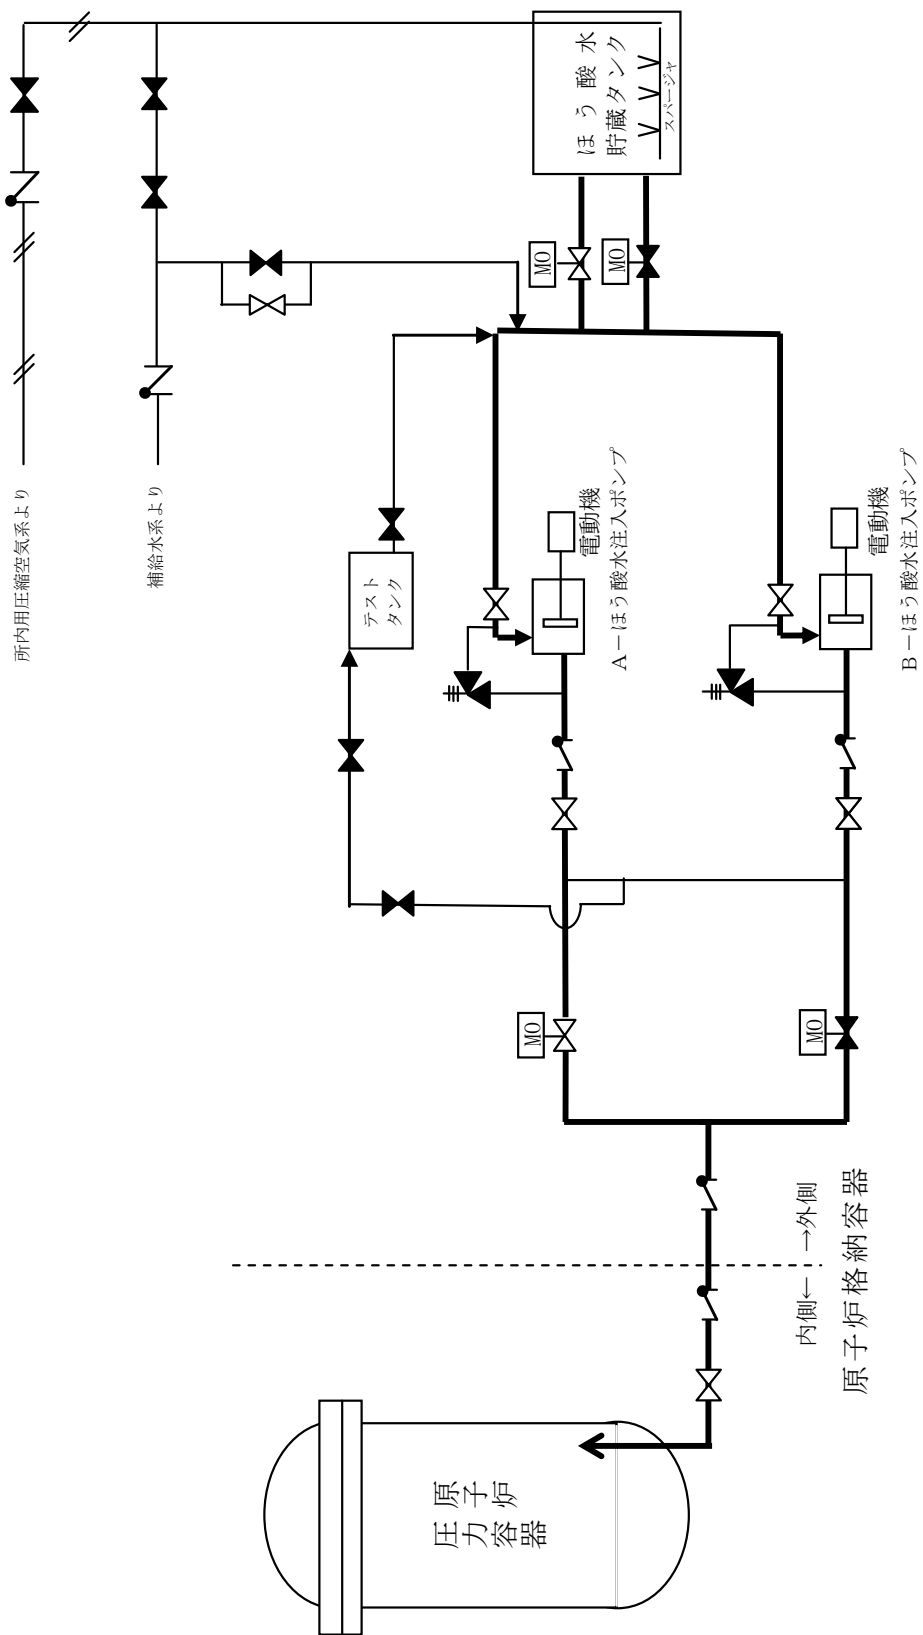 所内用圧縮空気系より
補給水系より
ほう酸水
貯蔵タンク
スパージャ
MO
MO
テスト
タンク
電動機
A－ほう酸水注入ポンプ
電動機
B－ほう酸水注入ポンプ
MO
MO
内側← →外側
原子炉格納容器
原子炉
圧力容器